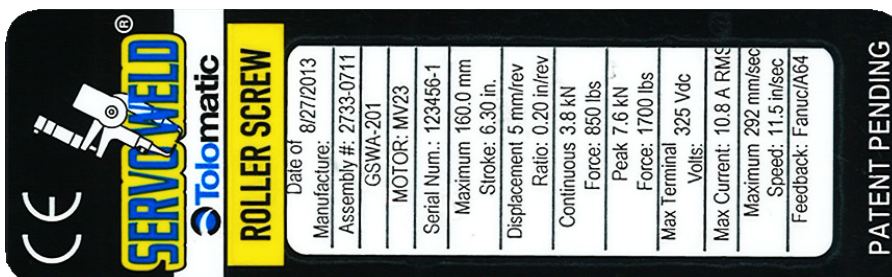 CE
SERVOWELD®
Tolomatic
ROLLER SCREW
Date of 8/27/2013
Manufacture:
Assembly #: 2733-0711
GSWA-201
MOTOR: MV23
Serial Num.: 123456-1
Maximum 160.0 mm
Stroke: 6.30 in.
Displacement 5 mm/rev
Ratio: 0.20 in/rev
Continuous 3.8 kN
Force: 850 lbs
Peak 7.6 kN
Force: 1700 lbs
Max Terminal 325 Vdc
Volts:
Max Current: 10.8 A RMS
Maximum 292 mm/sec
Speed: 11.5 in/sec
Feedback: Fanuc/A64
PATENT PENDING